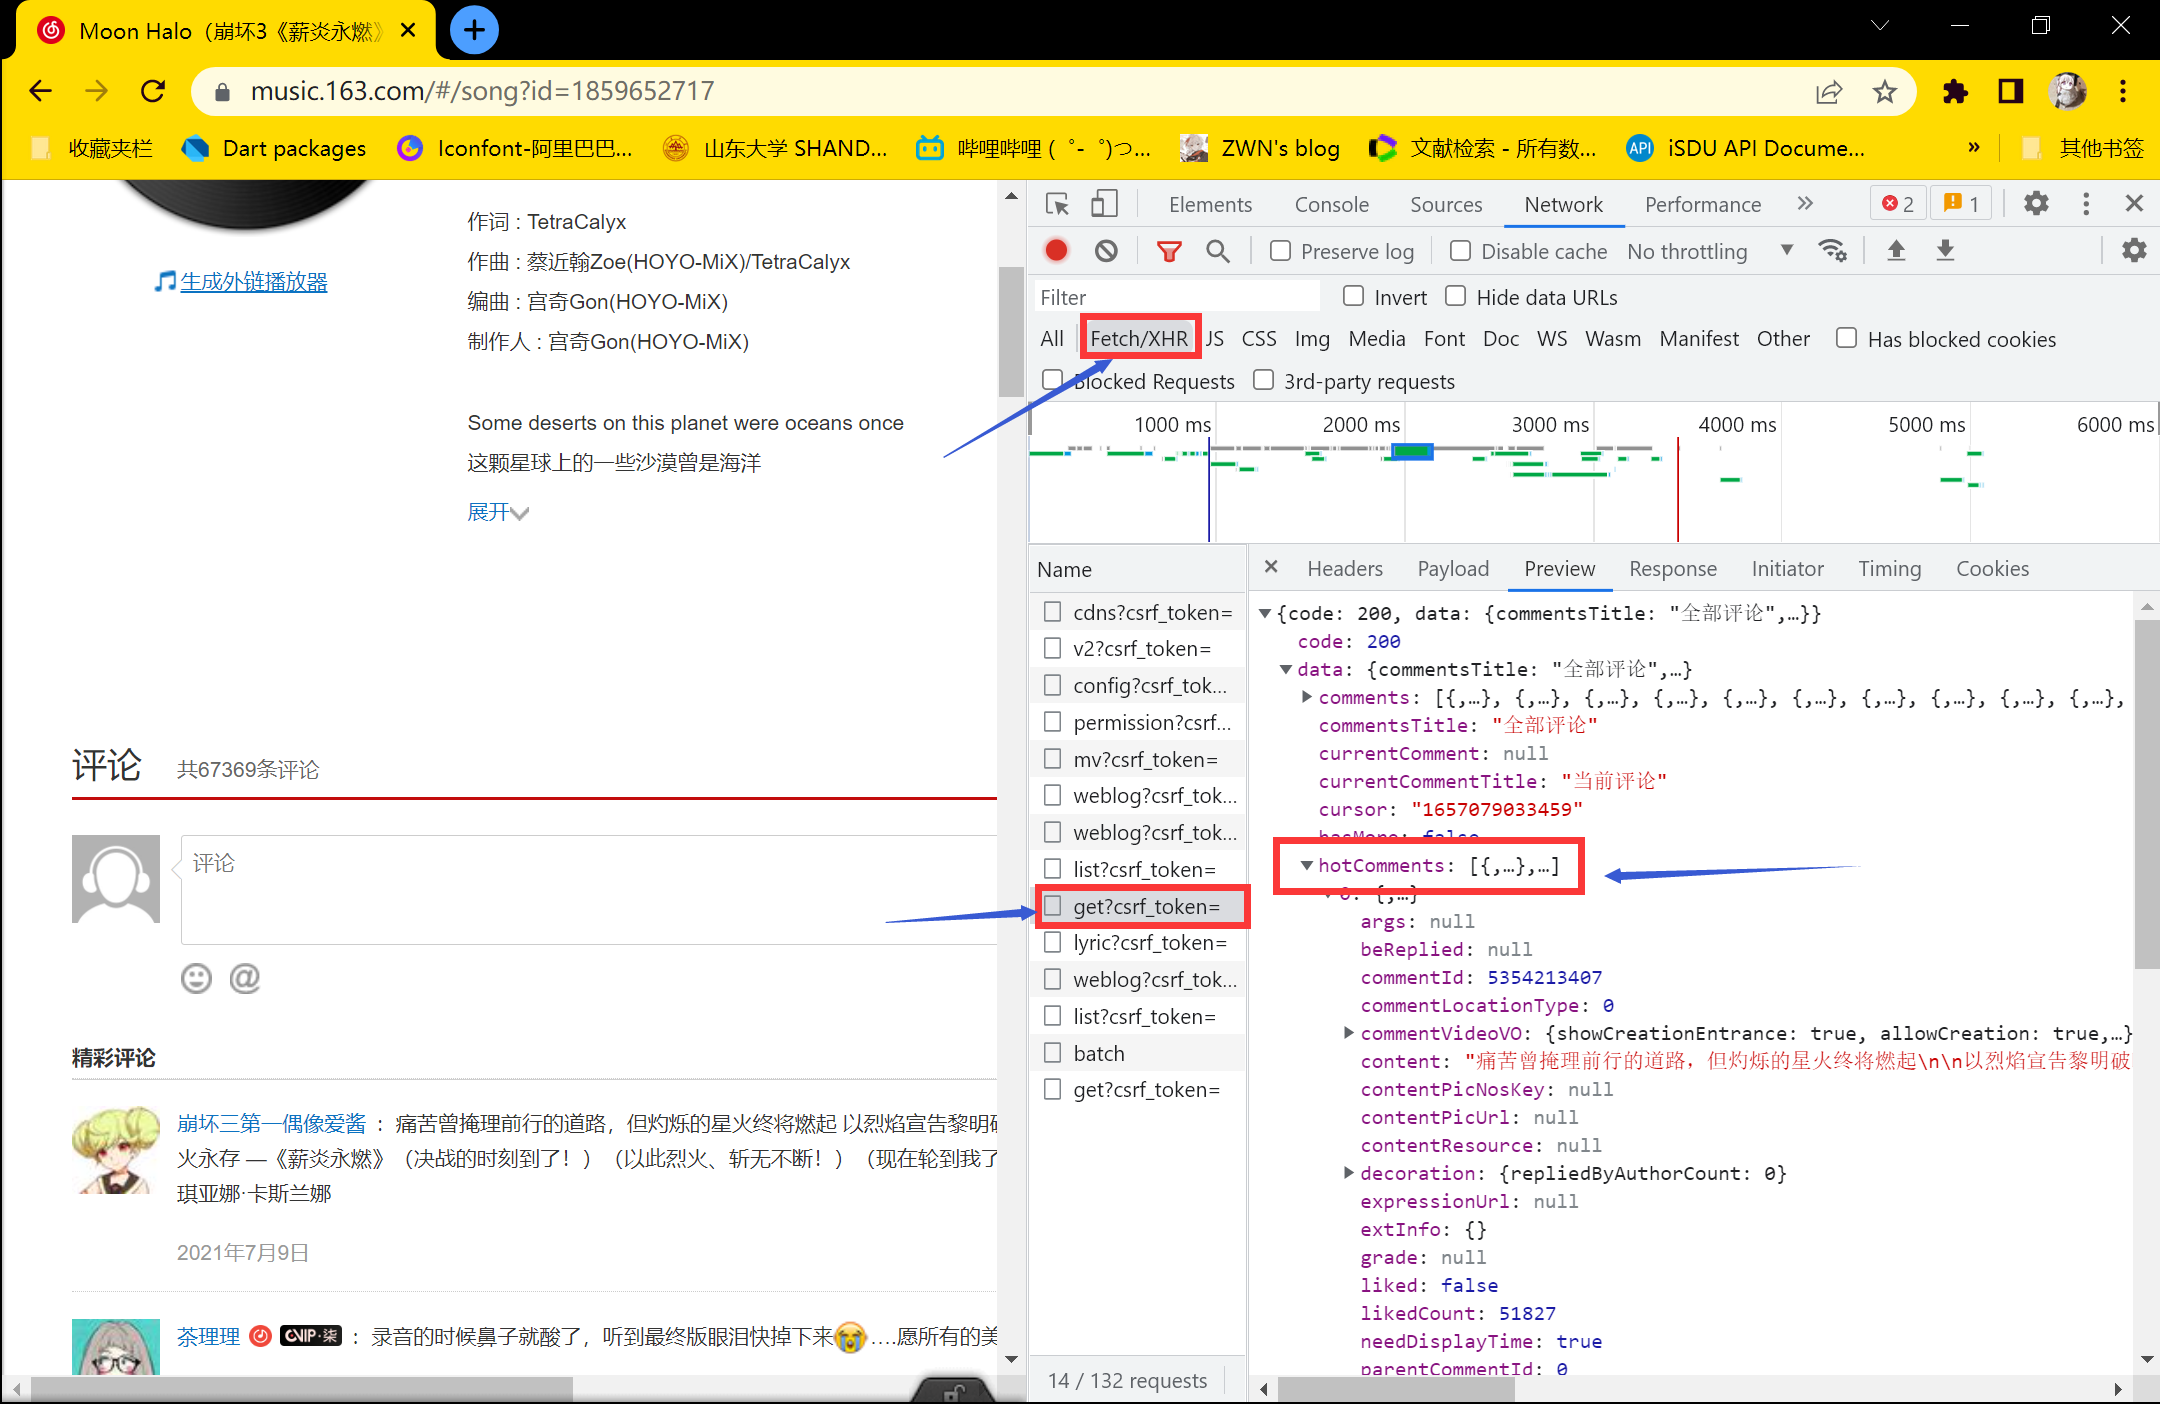 Moon Halo（崩坏3《薪炎永燃》
music.163.com/#/song?id=1859652717
收藏夹栏 Dart packages Iconfont-阿里巴巴... 山东大学 SHAND... 哔哩哔哩 ( ゜- ゜)つ... ZWN's blog 文献检索 - 所有数... API iSDU API Docume... » 其他书签
作词 : TetraCalyx
作曲 : 蔡近翰Zoe(HOYO-MiX)/TetraCalyx
生成外链播放器
编曲 : 宫奇Gon(HOYO-MiX)
制作人 : 宫奇Gon(HOYO-MiX)
Some deserts on this planet were oceans once
这颗星球上的一些沙漠曾是海洋
展开
评论 共67369条评论
评论
精彩评论
崩坏三第一偶像爱酱 ： 痛苦曾掩理前行的道路，但灼烁的星火终将燃起 以烈焰宣告黎明破
火永存 —《薪炎永燃》（决战的时刻到了！）（以此烈火、斩无不断！）（现在轮到我了
琪亚娜·卡斯兰娜
2021年7月9日
茶理理 VIP·柒 ： 录音的时候鼻子就酸了，听到最终版眼泪快掉下来😭....愿所有的美
Elements Console Sources Network Performance » 2 1
Preserve log Disable cache No throttling
Filter Invert Hide data URLs
All Fetch/XHR JS CSS Img Media Font Doc WS Wasm Manifest Other Has blocked cookies
Blocked Requests 3rd-party requests
1000 ms 2000 ms 3000 ms 4000 ms 5000 ms 6000 ms
Name
cdns?csrf_token=
v2?csrf_token=
config?csrf_tok...
permission?csrf...
mv?csrf_token=
weblog?csrf_tok...
weblog?csrf_tok...
list?csrf_token=
get?csrf_token=
lyric?csrf_token=
weblog?csrf_tok...
list?csrf_token=
batch
get?csrf_token=
14 / 132 requests
Headers Payload Preview Response Initiator Timing Cookies
{code: 200, data: {commentsTitle: "全部评论",…}}
code: 200
data: {commentsTitle: "全部评论",…}
comments: [{,…}, {,…}, {,…}, {,…}, {,…}, {,…}, {,…}, {,…}, {,…}, {,…},
commentsTitle: "全部评论"
currentComment: null
currentCommentTitle: "当前评论"
cursor: "1657079033459"
hasMore: false
hotComments: [{,…},…]
0: {,…}
args: null
beReplied: null
commentId: 5354213407
commentLocationType: 0
commentVideoVO: {showCreationEntrance: true, allowCreation: true,…}
content: "痛苦曾掩理前行的道路，但灼烁的星火终将燃起\n\n以烈焰宣告黎明破
contentPicNosKey: null
contentPicUrl: null
contentResource: null
decoration: {repliedByAuthorCount: 0}
expressionUrl: null
extInfo: {}
grade: null
liked: false
likedCount: 51827
needDisplayTime: true
parentCommentId: 0